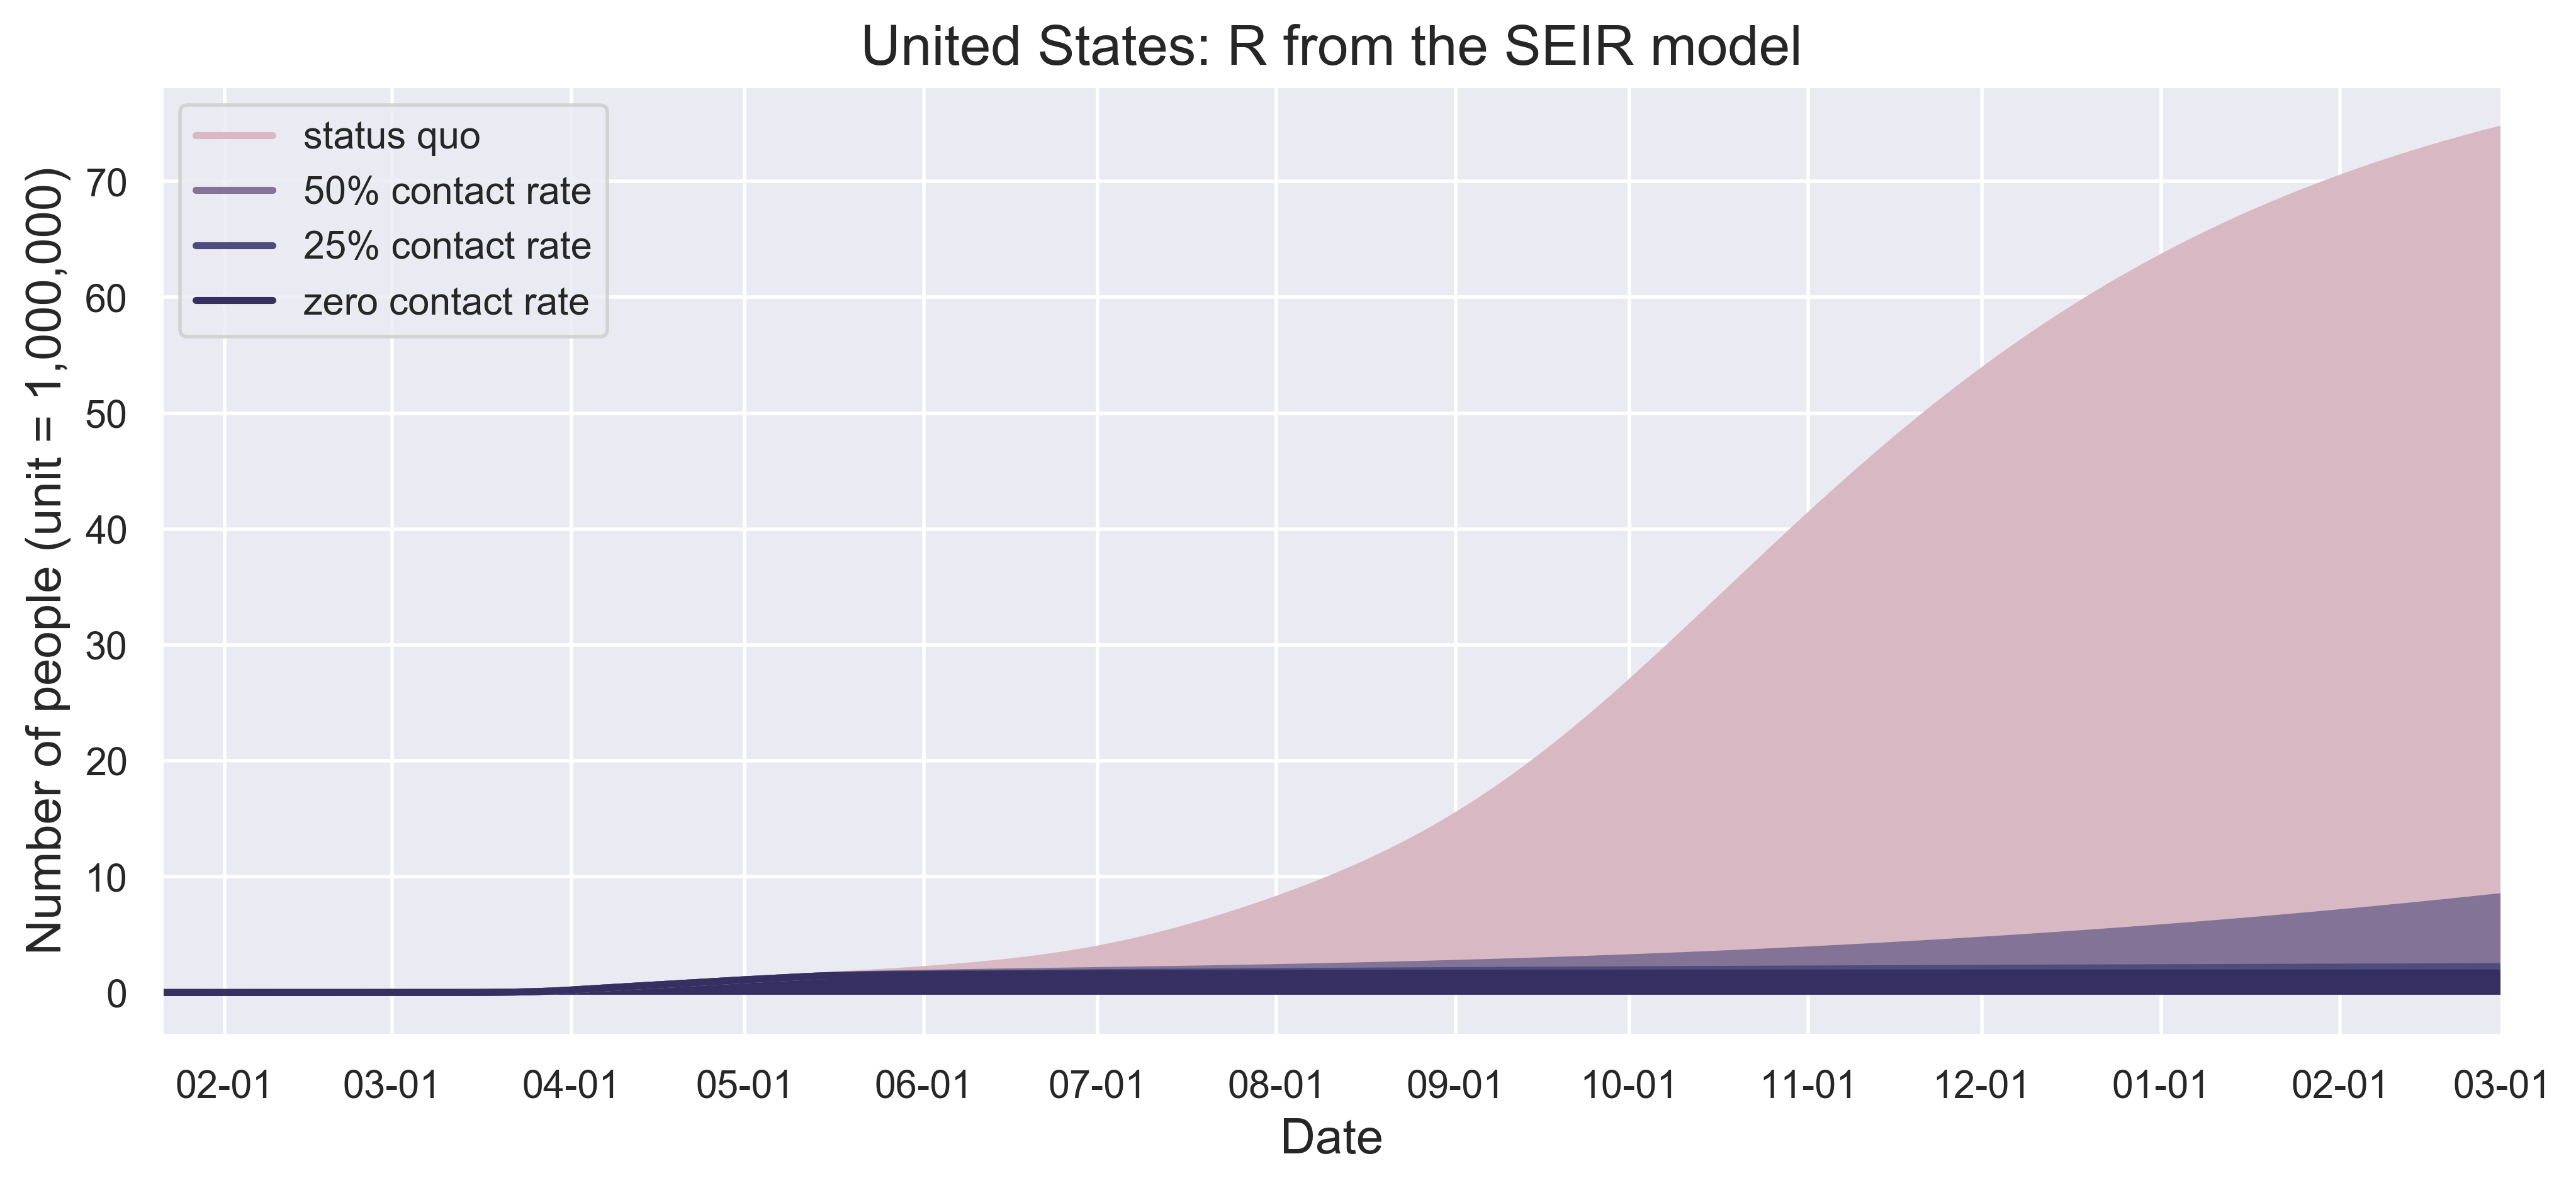 United States: R from the SEIR model
status quo
50% contact rate
25% contact rate
zero contact rate
Number of people (unit = 1,000,000)
70
60
50
40
30
20
10
0
02-01 03-01 04-01 05-01 06-01 07-01 08-01 09-01 10-01 11-01 12-01 01-01 02-01 03-01
Date